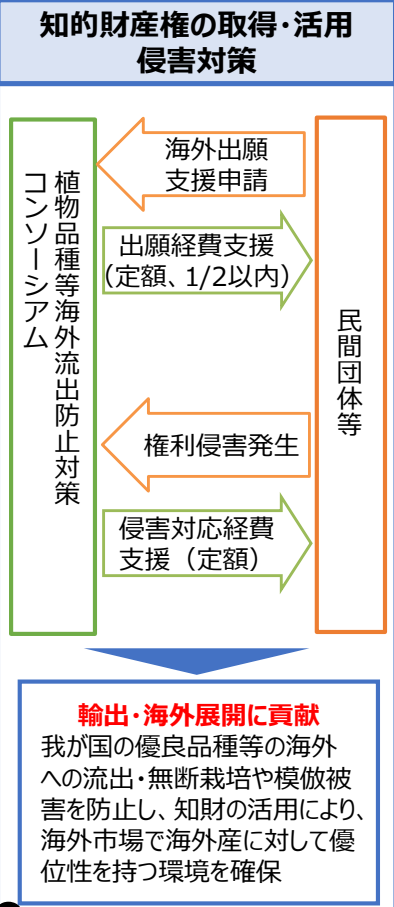 知的財産権の取得・活用
侵害対策
植物品種等海外流出防止対策
コンソーシアム
海外出願
支援申請
出願経費支援
（定額、1/2以内）
権利侵害発生
侵害対応経費
支援（定額）
民間団体等
輸出・海外展開に貢献
我が国の優良品種等の海外
への流出・無断栽培や模倣被
害を防止し、知財の活用により、
海外市場で海外産に対して優
位性を持つ環境を確保